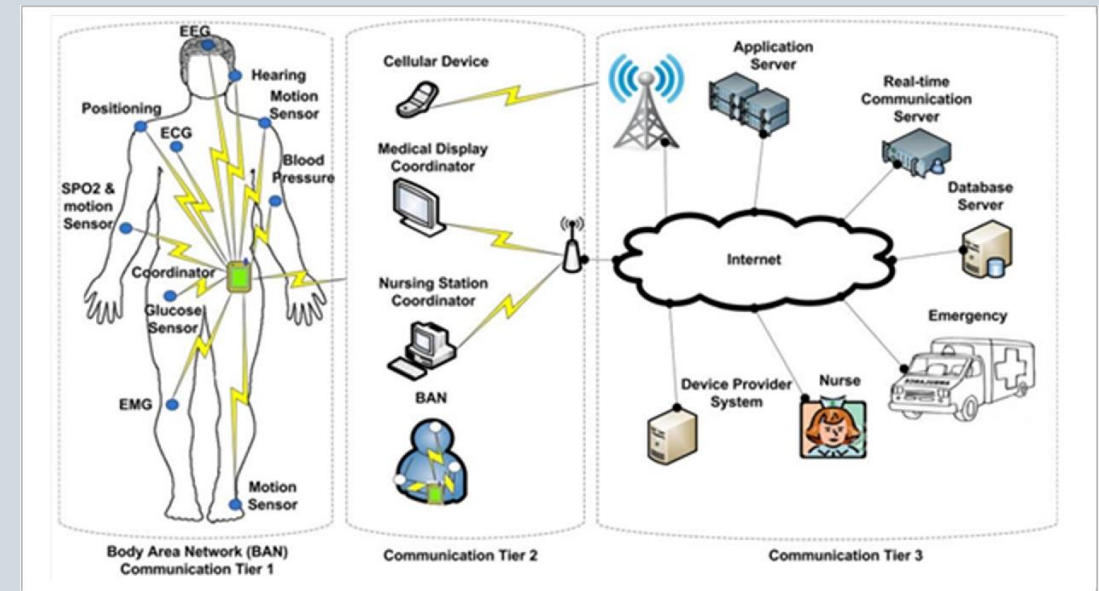 EEG
Hearing
Positioning
Motion
Sensor
ECG
Blood
Pressure
SPO2 &
motion
Sensor
Coordinator
Glucose
Sensor
EMG
Motion
Sensor
Body Area Network (BAN)
Communication Tier 1
Cellular Device
Medical Display
Coordinator
Nursing Station
Coordinator
BAN
Communication Tier 2
Application
Server
Real-time
Communication
Server
Database
Server
Internet
Emergency
AMBULANCE
Device Provider
System
Nurse
Communication Tier 3